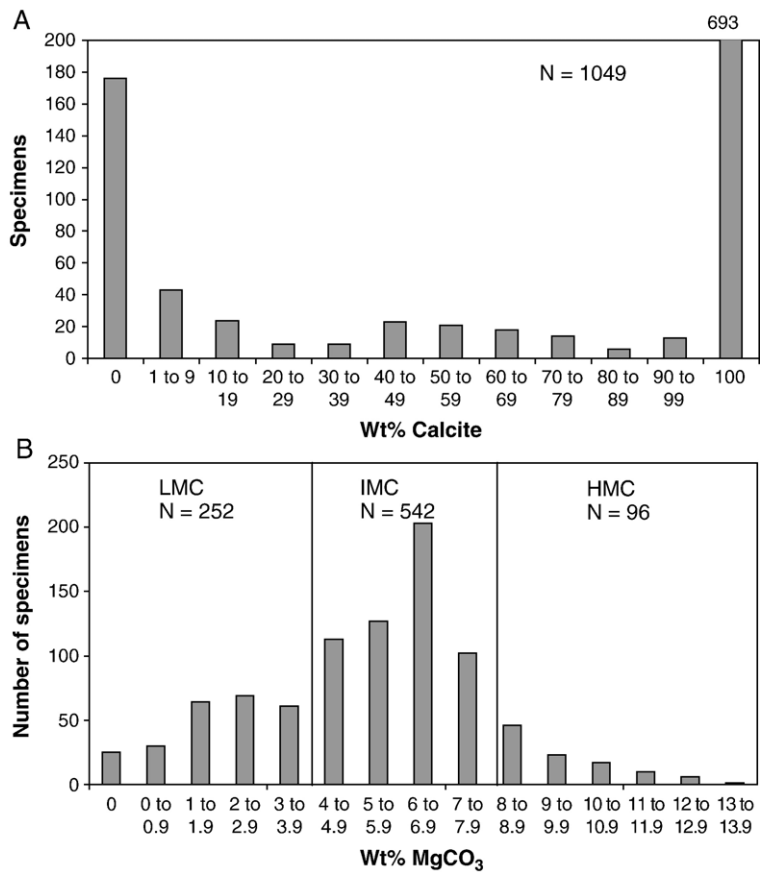 A
693
200
180
160
140
120
100
80
60
40
20
0
Specimens
N = 1049
0 1 to 9 10 to 20 to 30 to 40 to 50 to 60 to 70 to 80 to 90 to 100
19 29 39 49 59 69 79 89 99
Wt% Calcite
B
250
200
150
100
50
0
Number of specimens
LMC IMC HMC
N = 252 N = 542 N = 96
0 0 to 1 to 2 to 3 to 4 to 5 to 6 to 7 to 8 to 9 to 10 to 11 to 12 to 13 to
0.9 1.9 2.9 3.9 4.9 5.9 6.9 7.9 8.9 9.9 10.9 11.9 12.9 13.9
Wt% MgCO₃